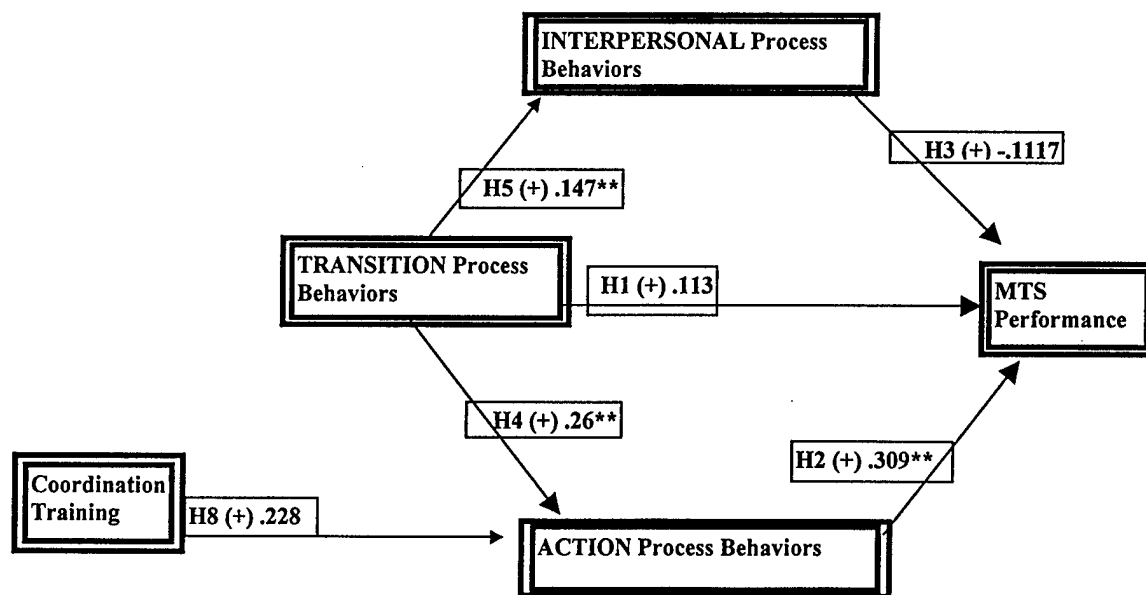 INTERPERSONAL Process
Behaviors
H3 (+) -.1117
H5 (+) .147**
TRANSITION Process
Behaviors
H1 (+) .113
MTS
Performance
H4 (+) .26**
H2 (+) .309**
Coordination
Training
H8 (+) .228
ACTION Process Behaviors